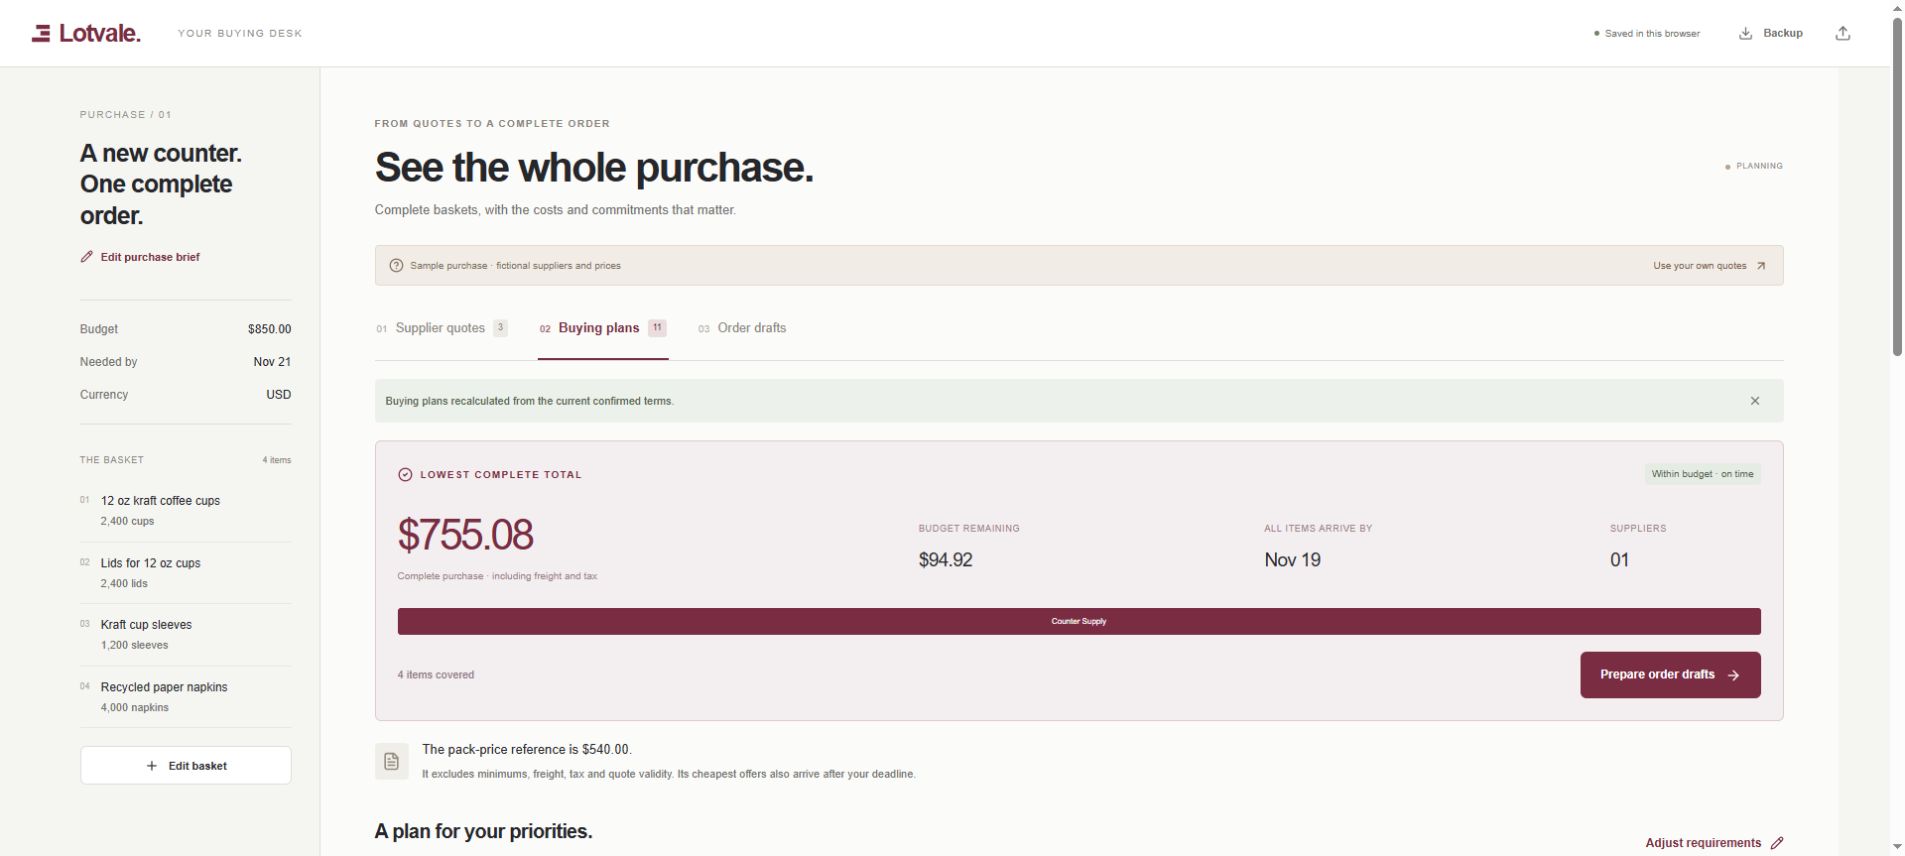 Lotvale.
YOUR BUYING DESK
Saved in this browser
Backup
PURCHASE / 01
A new counter.
One complete
order.
Edit purchase brief
Budget $850.00
Needed by Nov 21
Currency USD
THE BASKET 4 items
01 12 oz kraft coffee cups
2,400 cups
02 Lids for 12 oz cups
2,400 lids
03 Kraft cup sleeves
1,200 sleeves
04 Recycled paper napkins
4,000 napkins
+ Edit basket
FROM QUOTES TO A COMPLETE ORDER
See the whole purchase.
PLANNING
Complete baskets, with the costs and commitments that matter.
Sample purchase · fictional suppliers and prices
Use your own quotes
01 Supplier quotes 3
02 Buying plans 11
03 Order drafts
Buying plans recalculated from the current confirmed terms.
LOWEST COMPLETE TOTAL
Within budget · on time
$755.08
Complete purchase · including freight and tax
BUDGET REMAINING
$94.92
ALL ITEMS ARRIVE BY
Nov 19
SUPPLIERS
01
Counter Supply
4 items covered
Prepare order drafts
The pack-price reference is $540.00.
It excludes minimums, freight, tax and quote validity. Its cheapest offers also arrive after your deadline.
A plan for your priorities.
Adjust requirements